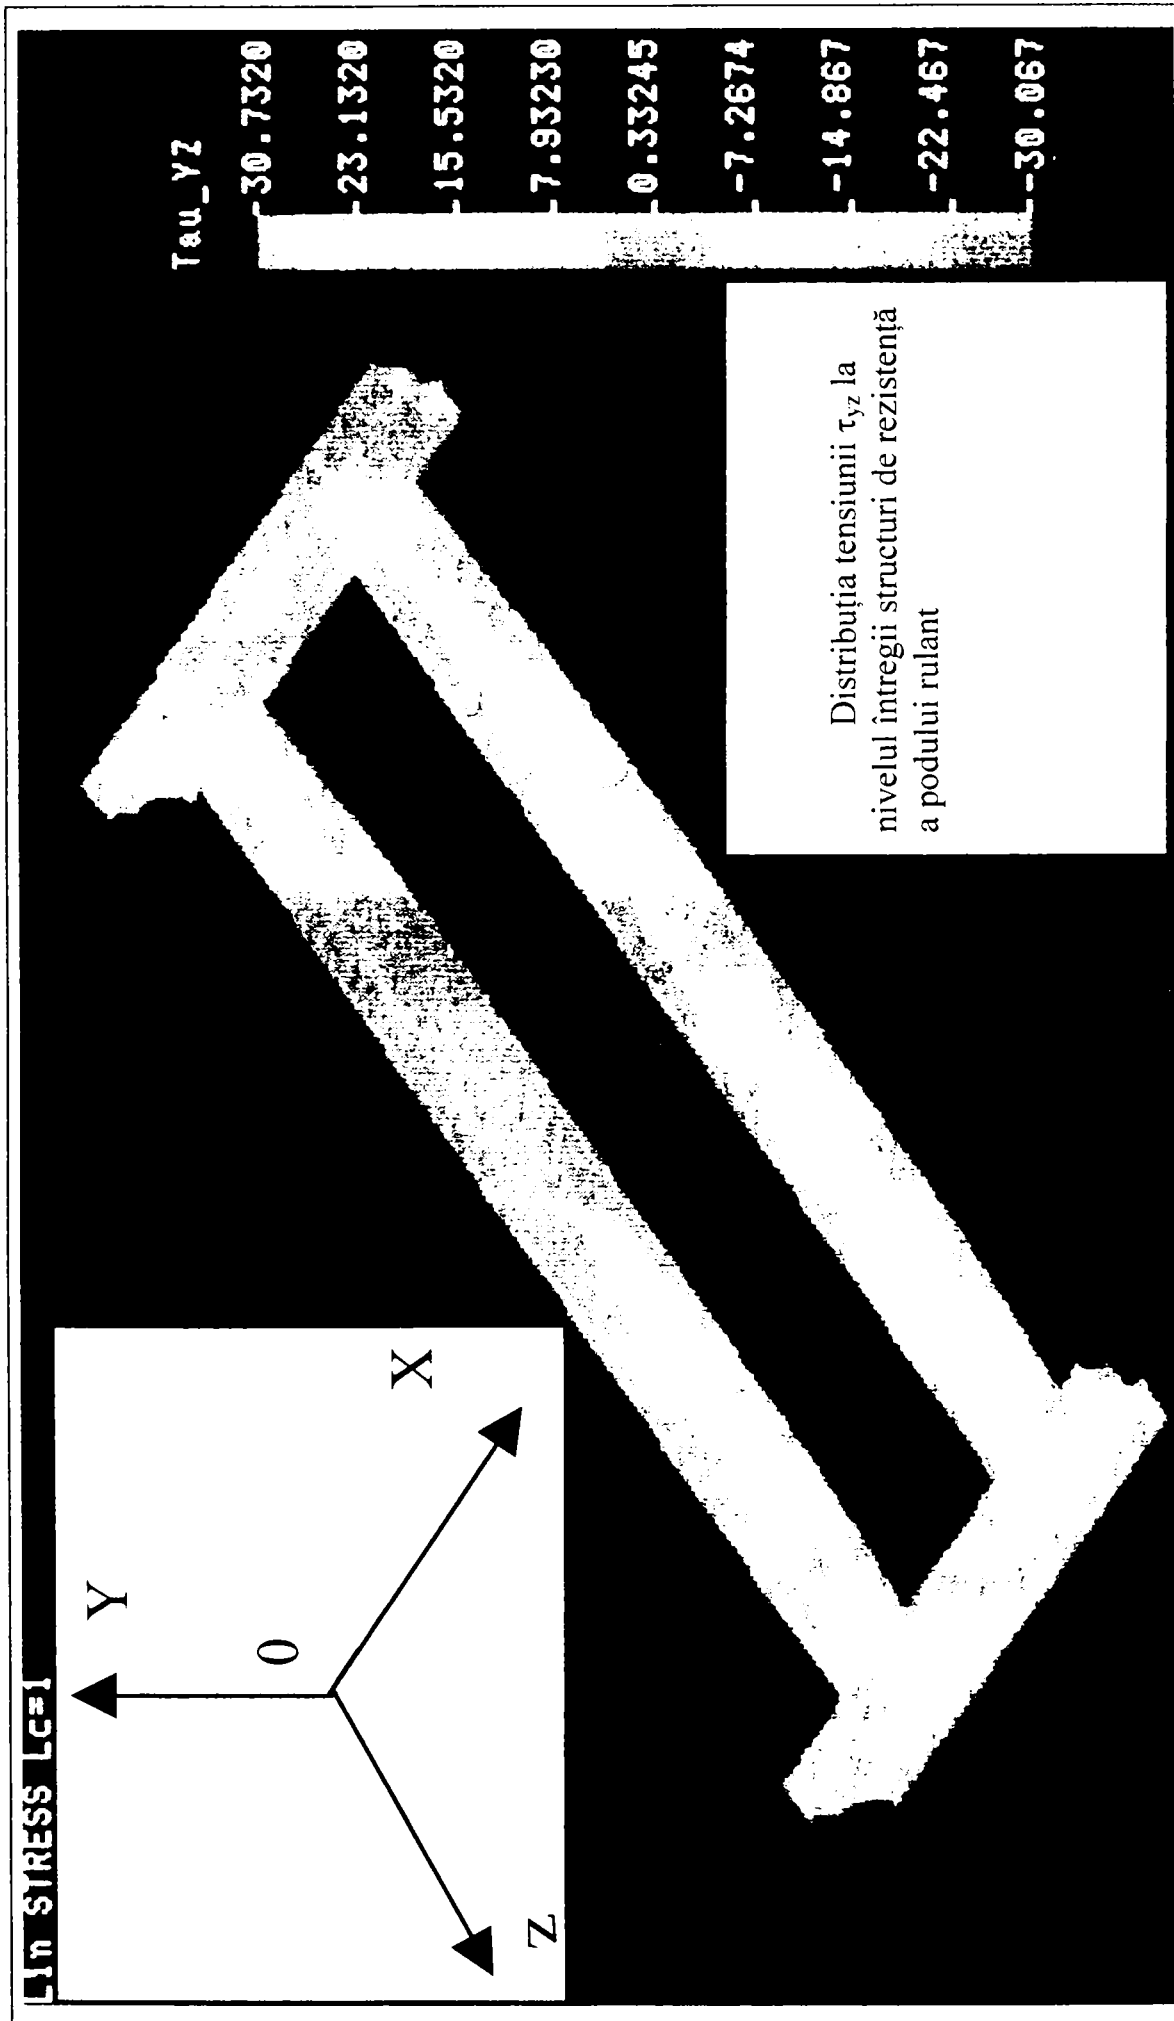 Lin STRESS Lc=1
Y
0
X
Z
Tau_YZ
30.7320
23.1320
15.5320
7.93230
0.33245
-7.2674
-14.867
-22.467
-30.067
Distribuția tensiunii τyz la
nivelul întregii structuri de rezistență
a podului rulant